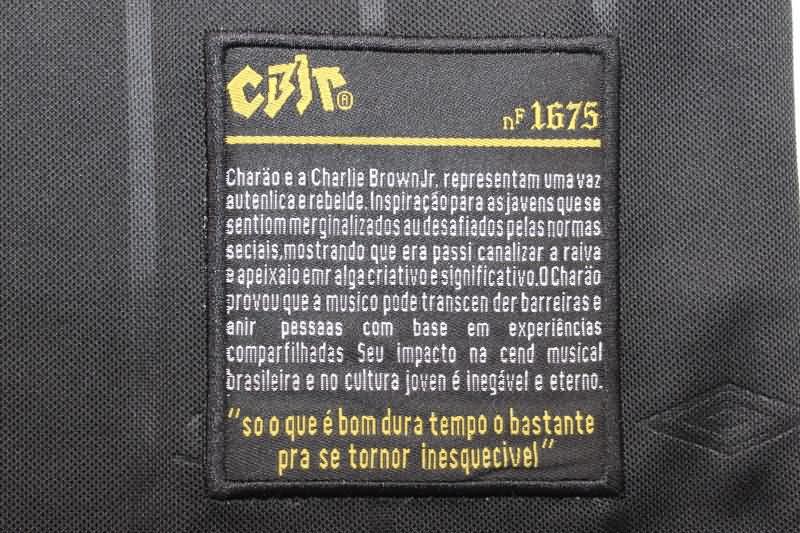 CBJr®
nº 1675
Charão e a Charlie BrownJr. representam uma vaz
autenlica e rebelde. Inspiração para as javens que se
sentiom merginalizados au desafiados pelas normas
seciais,mostrando que era passi canalizar a raiva
e apeixaio emr alga criativo e significativo.O Charão
provou que a musico pode transcen der barreiras e
anir pessaas com base em experiências
comparfilhadas Seu impacto na cend musical
brasileira e no cultura joven é inegável e eterno.
"so o que é bom dura tempo o bastante
pra se tornor inesquecivel"